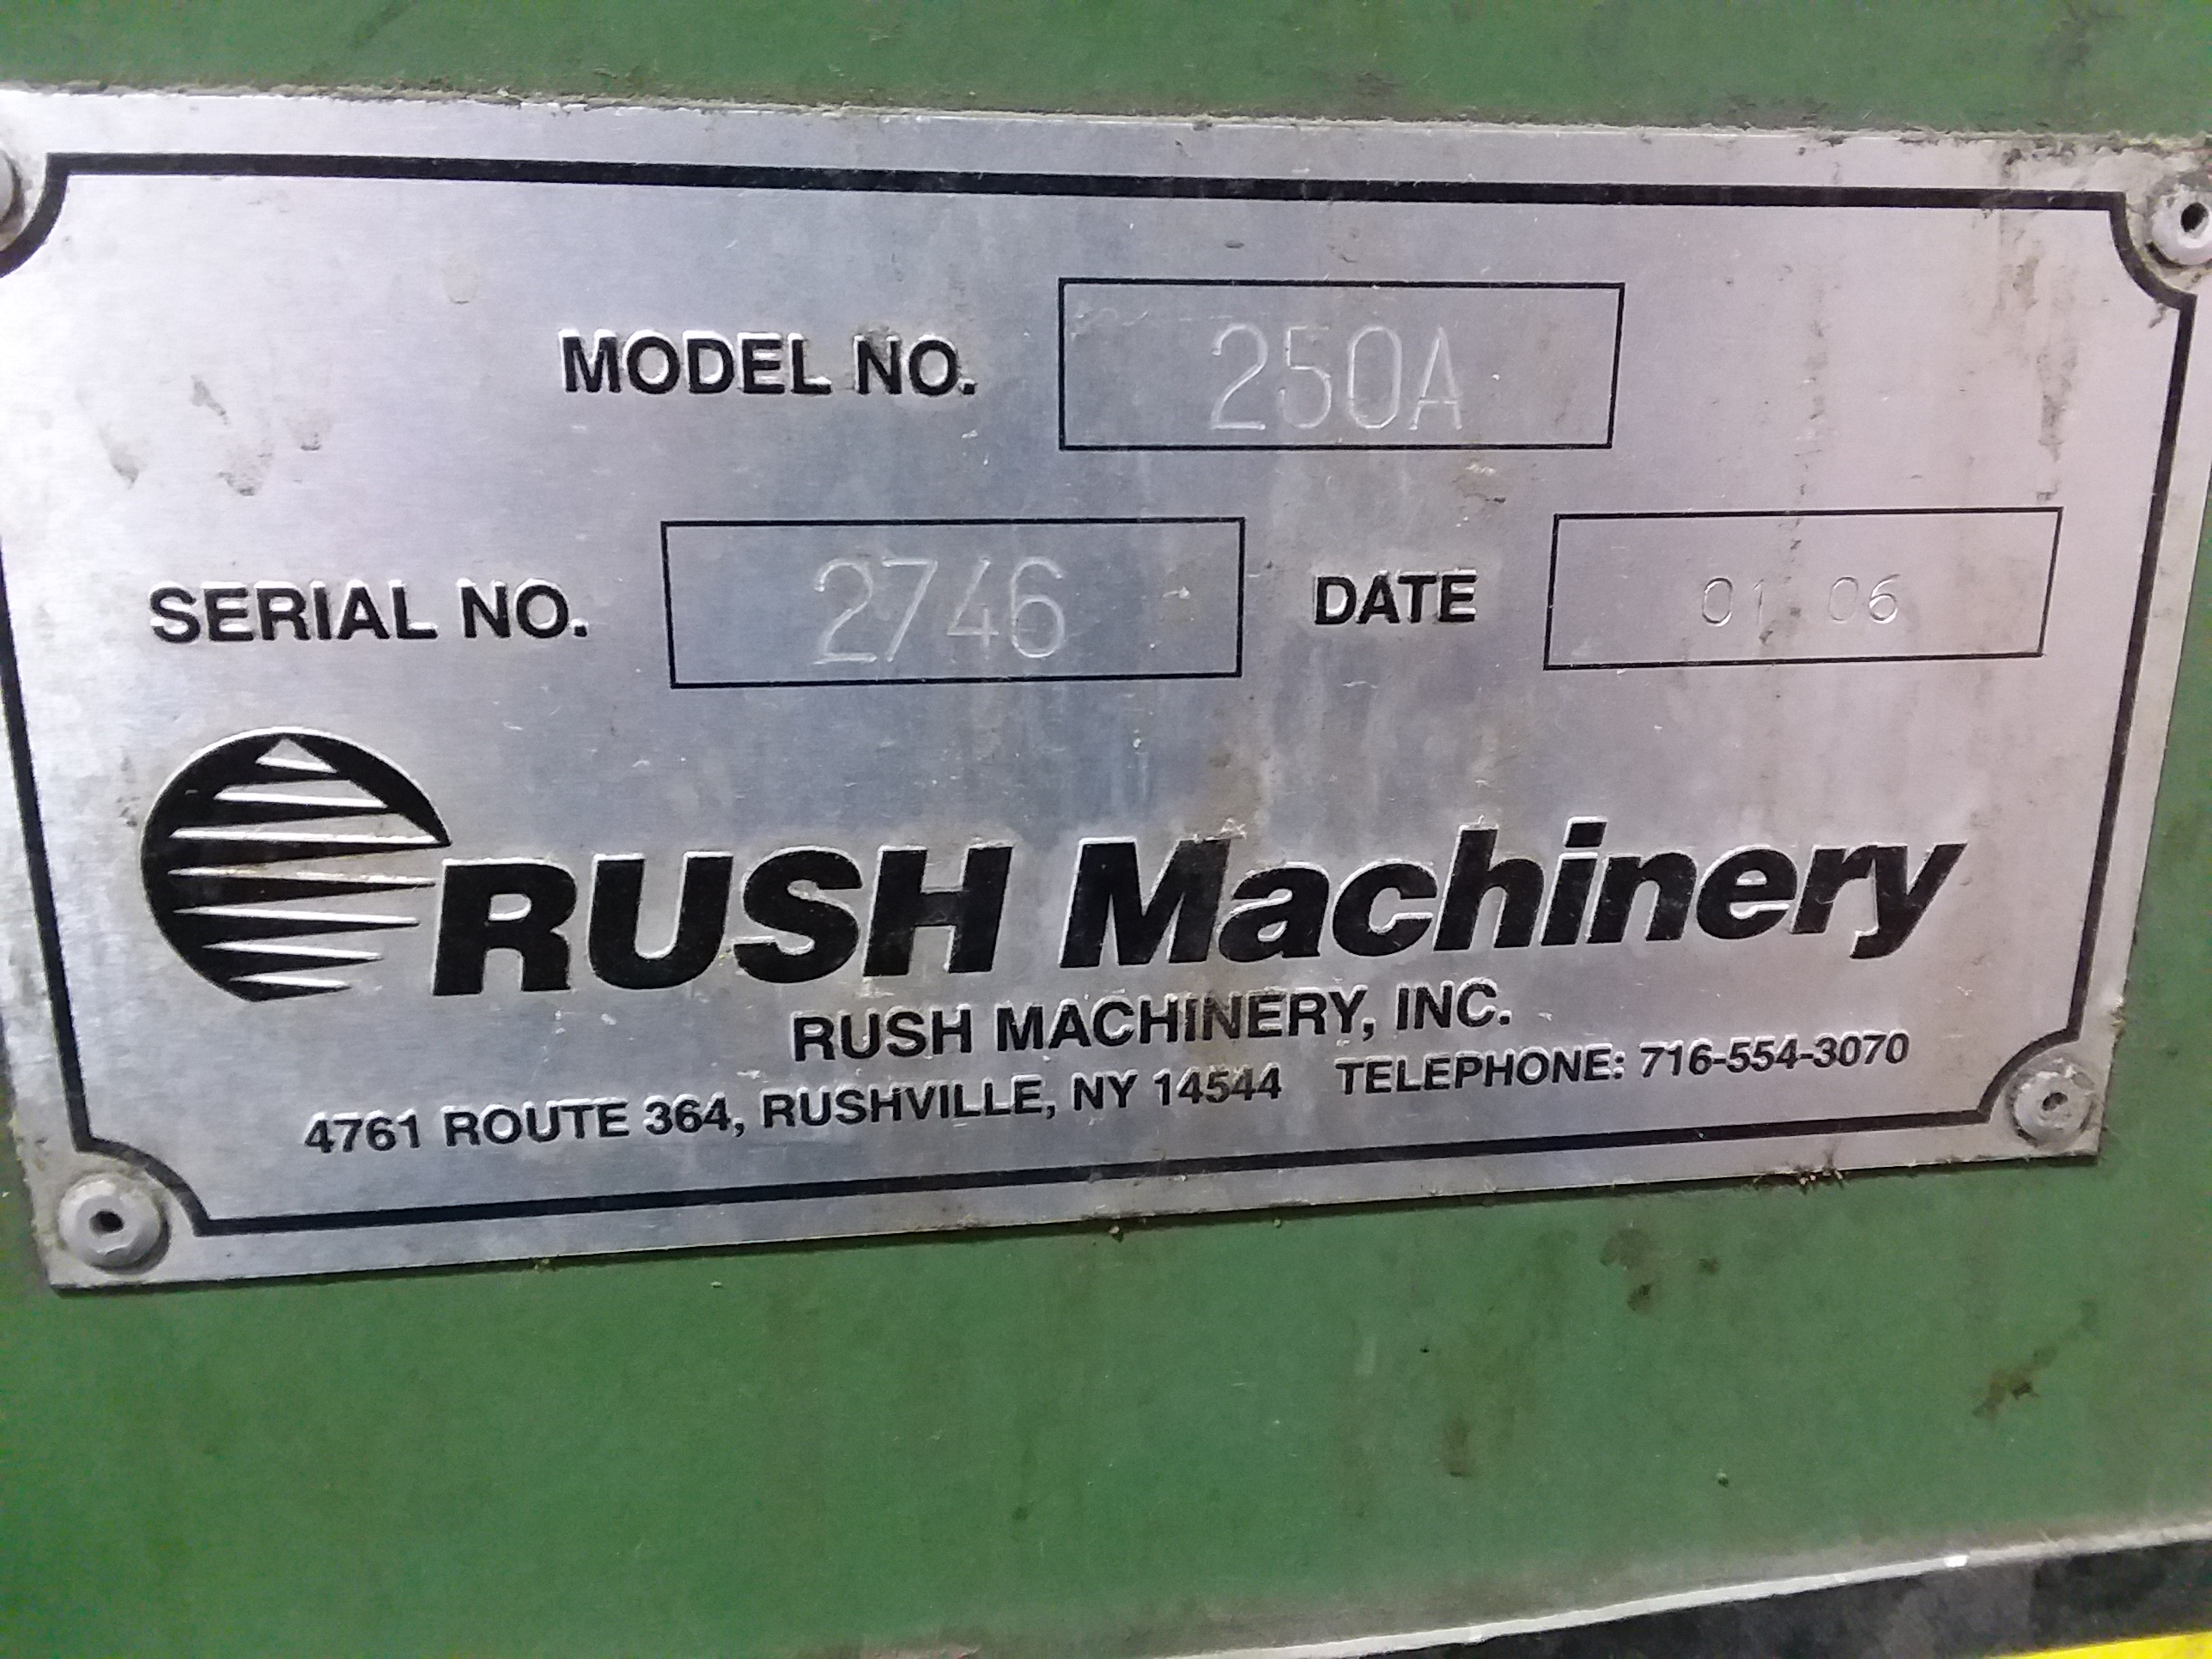 MODEL NO. 250A
SERIAL NO. 2746 DATE 01 06
RUSH Machinery
RUSH MACHINERY, INC.
4761 ROUTE 364, RUSHVILLE, NY 14544 TELEPHONE: 716-554-3070